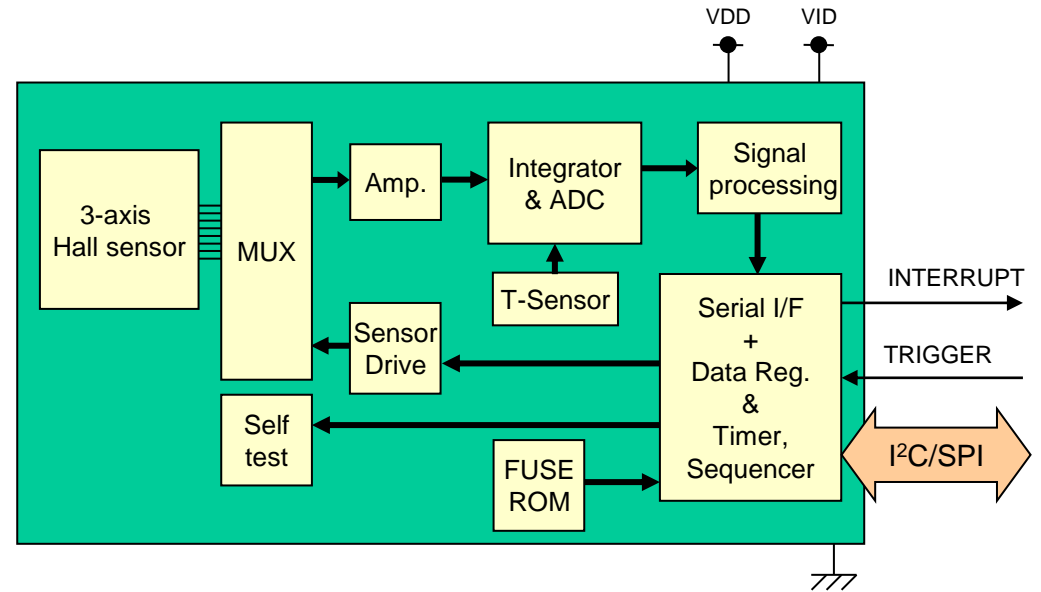 VDD
VID
3-axis
Hall sensor
MUX
Amp.
Integrator
& ADC
Signal
processing
T-Sensor
Sensor
Drive
Self
test
FUSE
ROM
Serial I/F
+
Data Reg.
&
Timer,
Sequencer
INTERRUPT
TRIGGER
I²C/SPI